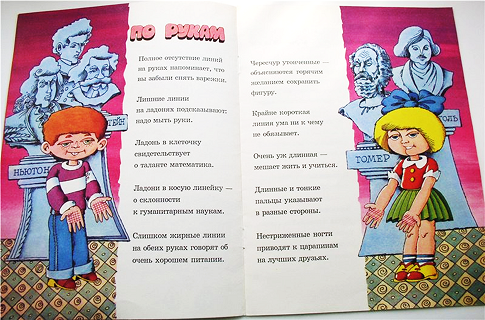 ПО РУКАМ
Полное отсутствие линий
на руках напоминает, что
вы забыли снять варежки.
Лишние линии
на ладонях подсказывают:
надо мыть руки.
Ладонь в клеточку
свидетельствует
о таланте математика.
Ладони в косую линейку —
о склонности
к гуманитарным наукам.
Слишком жирные линии
на обеих руках говорят об
очень хорошем питании.
ТЕЙН
НЬЮТОН
Чересчур утонченные —
объясняются горячим
желанием сохранить
фигуру.
Крайне короткая
линия ума ни к чему
не обязывает.
Очень уж длинная —
мешает жить и учиться.
Длинные и тонкие
пальцы указывают
в разные стороны.
Нестриженные ногти
приводят к царапинам
на лучших друзьях.
ГОМЕР
ОЛЬ